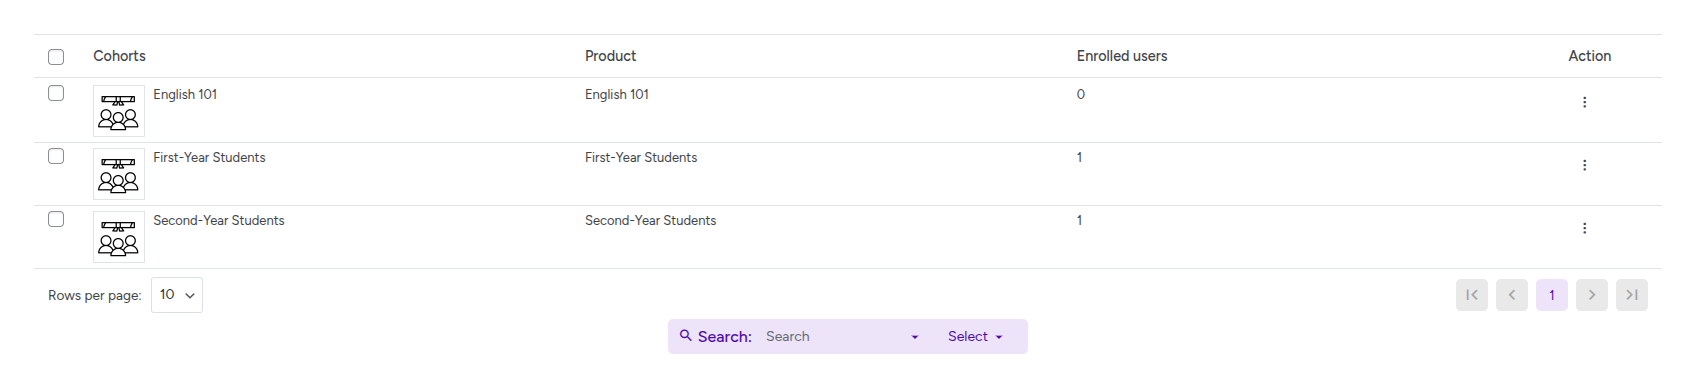 Cohorts Product Enrolled users Action
English 101 English 101 0
First-Year Students First-Year Students 1
Second-Year Students Second-Year Students 1
Rows per page: 10 1
Search: Search Select